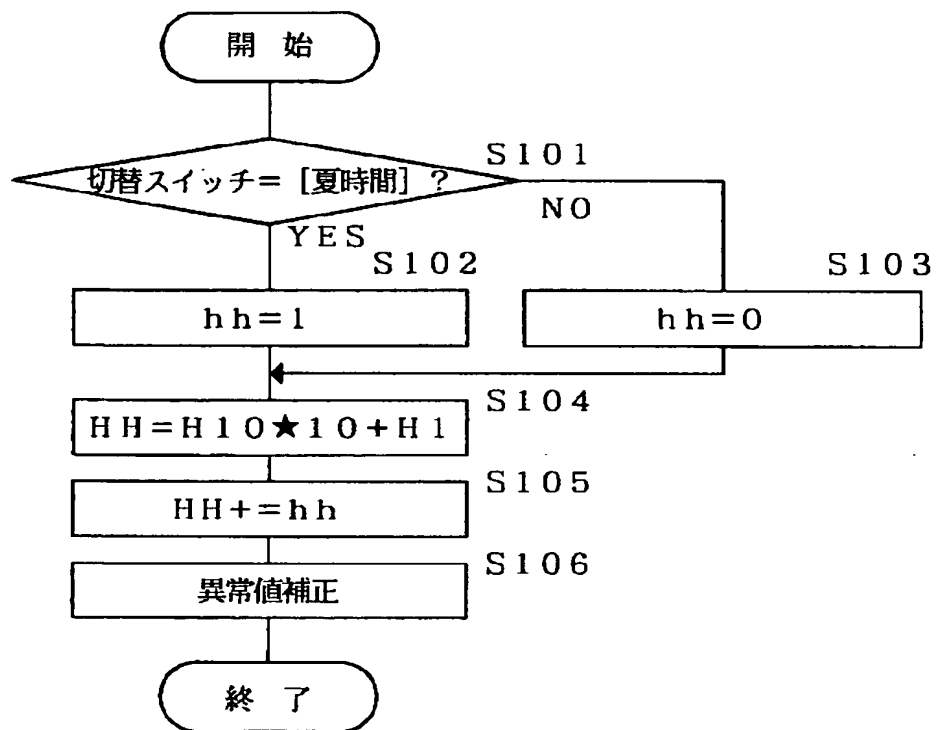 開 始
S101
切替スイッチ=[夏時間]?
NO
YES
S102
S103
hh=1
hh=0
S104
HH=H10★10+H1
S105
HH+=hh
S106
異常値補正
終 了